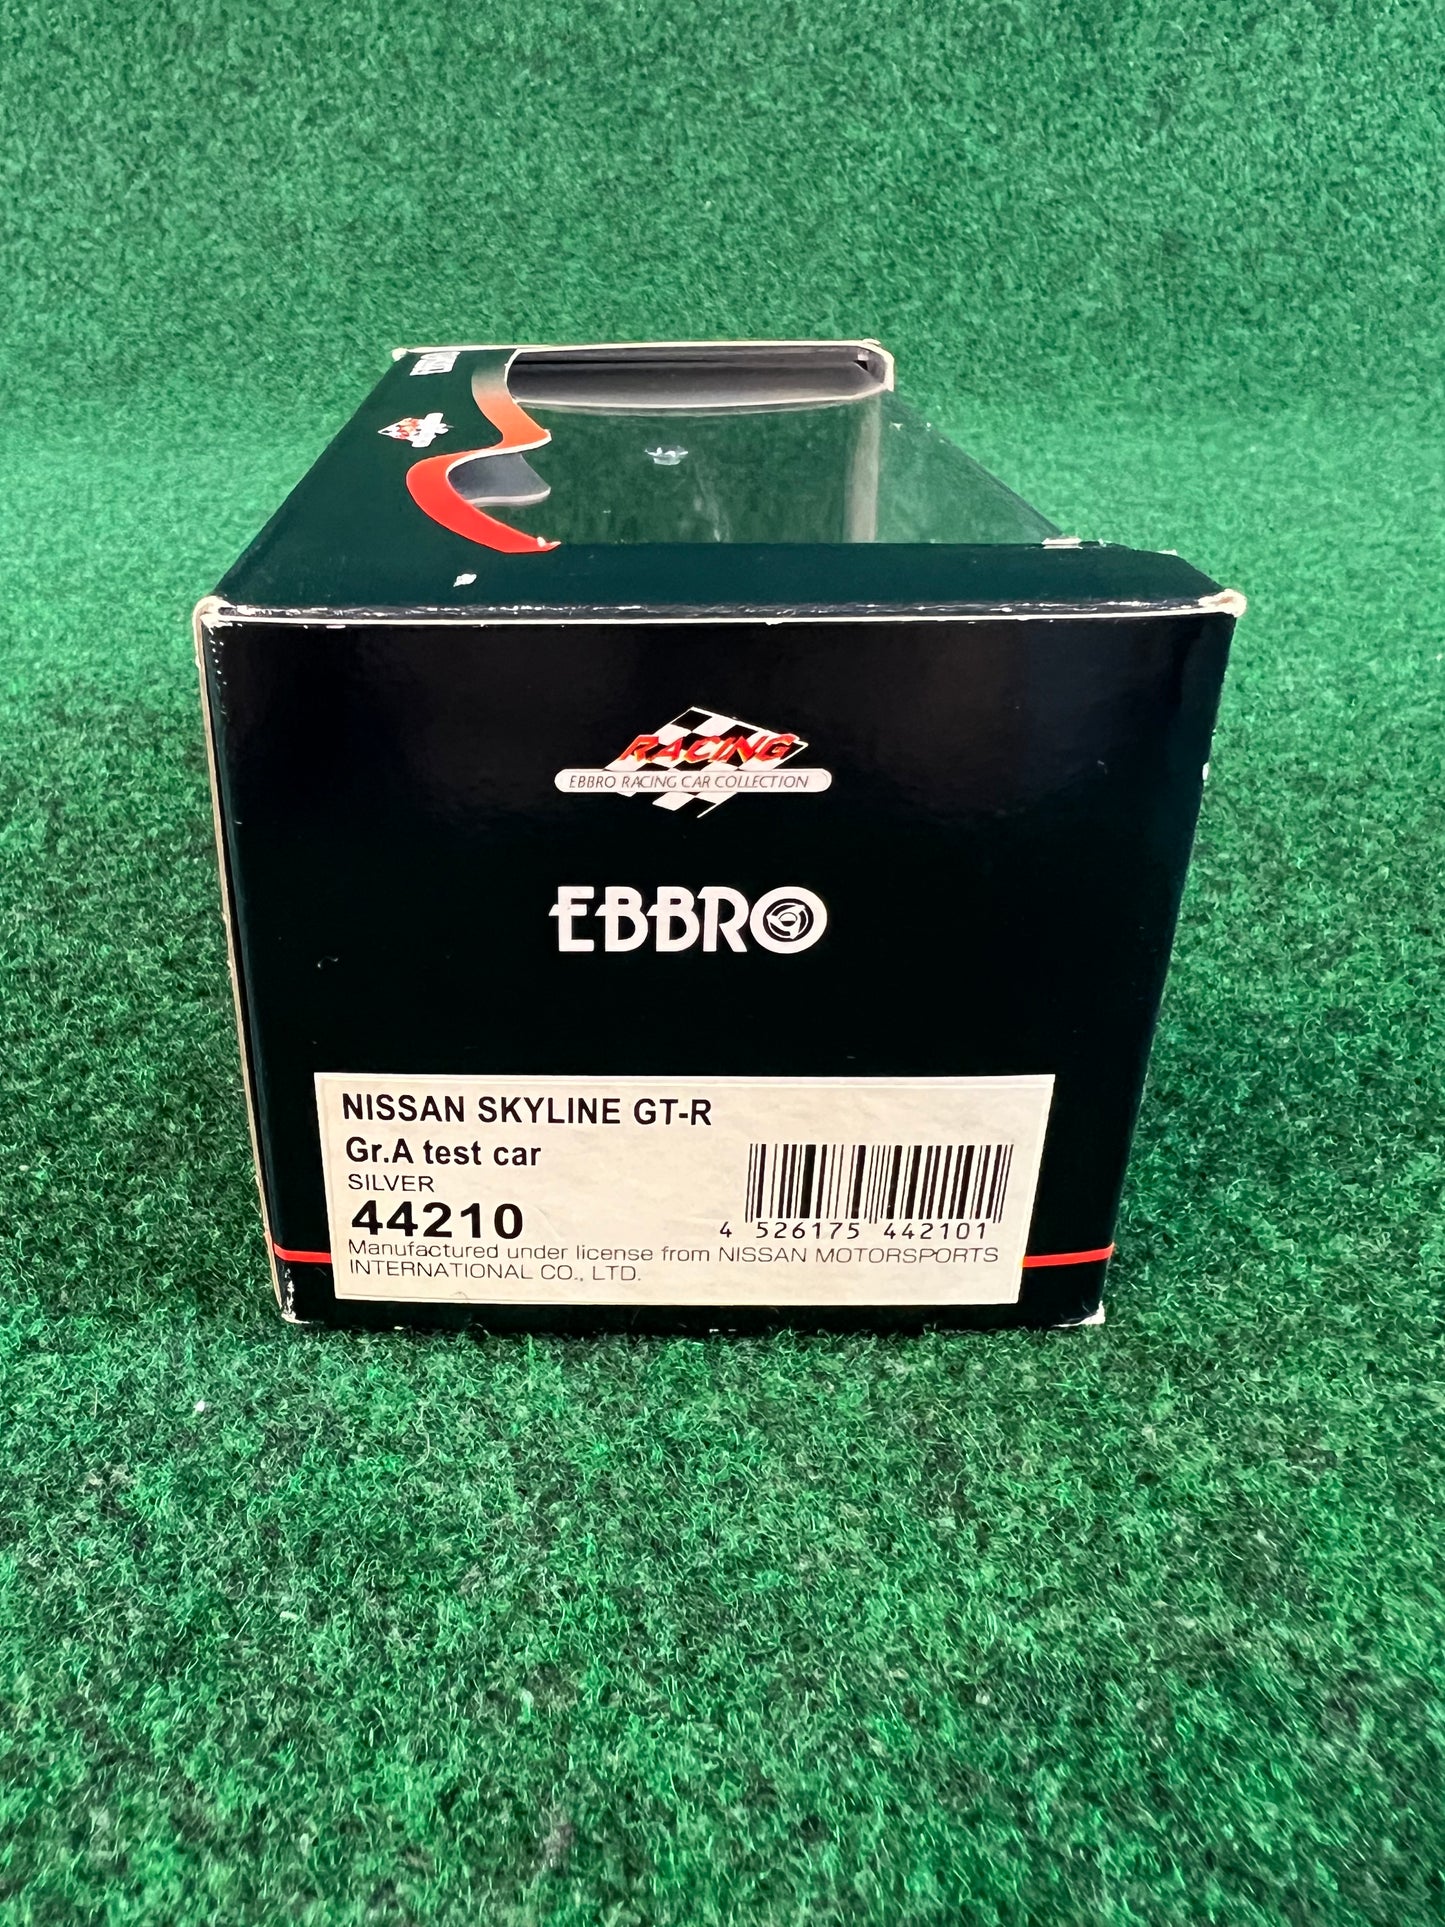 RACING
EBBRO RACING CAR COLLECTION
EBBRO
NISSAN SKYLINE GT-R
Gr.A test car
SILVER
44210
4 526175 442101
Manufactured under license from NISSAN MOTORSPORTS
INTERNATIONAL CO., LTD.